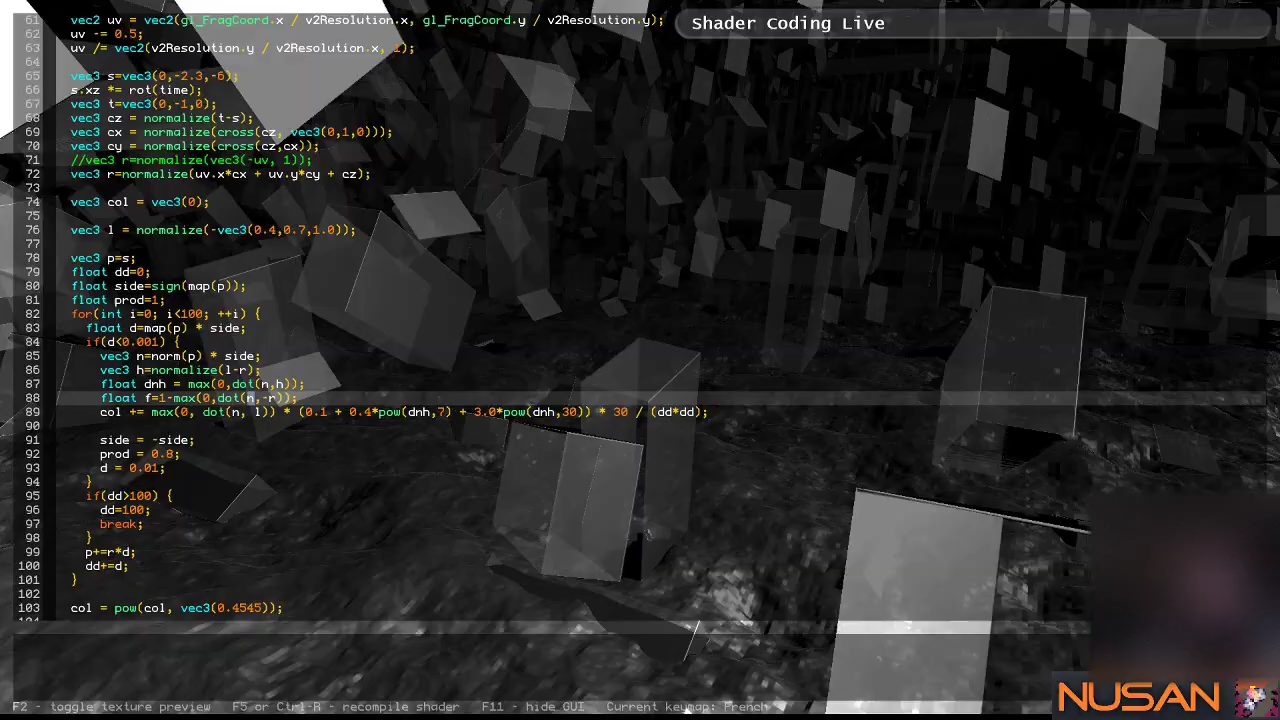 Shader Coding Live
61 vec2 uv = vec2(gl_FragCoord.x / v2Resolution.x, gl_FragCoord.y / v2Resolution.y);
62 uv -= 0.5;
63 uv /= vec2(v2Resolution.y / v2Resolution.x, 1);
64
65 vec3 s=vec3(0,-2.3,-6);
66 s.xz *= rot(time);
67 vec3 t=vec3(0,-1,0);
68 vec3 cz = normalize(t-s);
69 vec3 cx = normalize(cross(cz, vec3(0,1,0)));
70 vec3 cy = normalize(cross(cz,cx));
71 //vec3 r=normalize(vec3(-uv, 1));
72 vec3 r=normalize(uv.x*cx + uv.y*cy + cz);
73
74 vec3 col = vec3(0);
75
76 vec3 l = normalize(-vec3(0.4,0.7,1.0));
77
78 vec3 p=s;
79 float dd=0;
80 float side=sign(map(p));
81 float prod=1;
82 for(int i=0; i<100; ++i) {
83 float d=map(p) * side;
84 if(d<0.001) {
85 vec3 n=norm(p) * side;
86 vec3 h=normalize(l-r);
87 float dnh = max(0,dot(n,h));
88 float f=1-max(0,dot(n,-r));
89 col += max(0, dot(n, l)) * (0.1 + 0.4*pow(dnh,7) + 3.0*pow(dnh,30)) * 30 / (dd*dd);
90
91 side = -side;
92 prod = 0.8;
93 d = 0.01;
94 }
95 if(dd>100) {
96 dd=100;
97 break;
98 }
99 p+=r*d;
100 dd+=d;
101 }
102
103 col = pow(col, vec3(0.4545));
104
F2 - toggle texture preview F5 or Ctrl-R - recompile shader F11 - hide GUI Current keymap: French
NUSAN